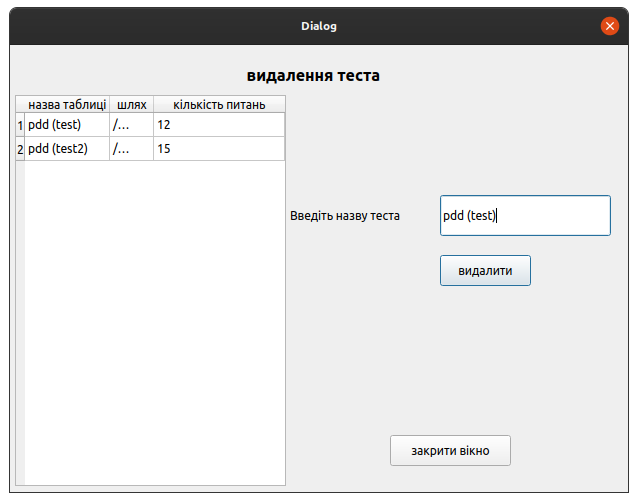 Dialog
видалення теста
назва таблиці шлях кількість питань
1 pdd (test) /... 12
2 pdd (test2) /... 15
Введіть назву теста pdd (test)
видалити
закрити вікно